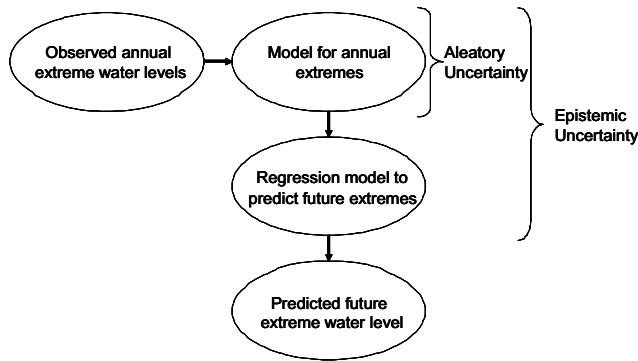 Observed annual
extreme water levels
Model for annual
extremes
Aleatory
Uncertainty
Epistemic
Uncertainty
Regression model to
predict future extremes
Predicted future
extreme water level